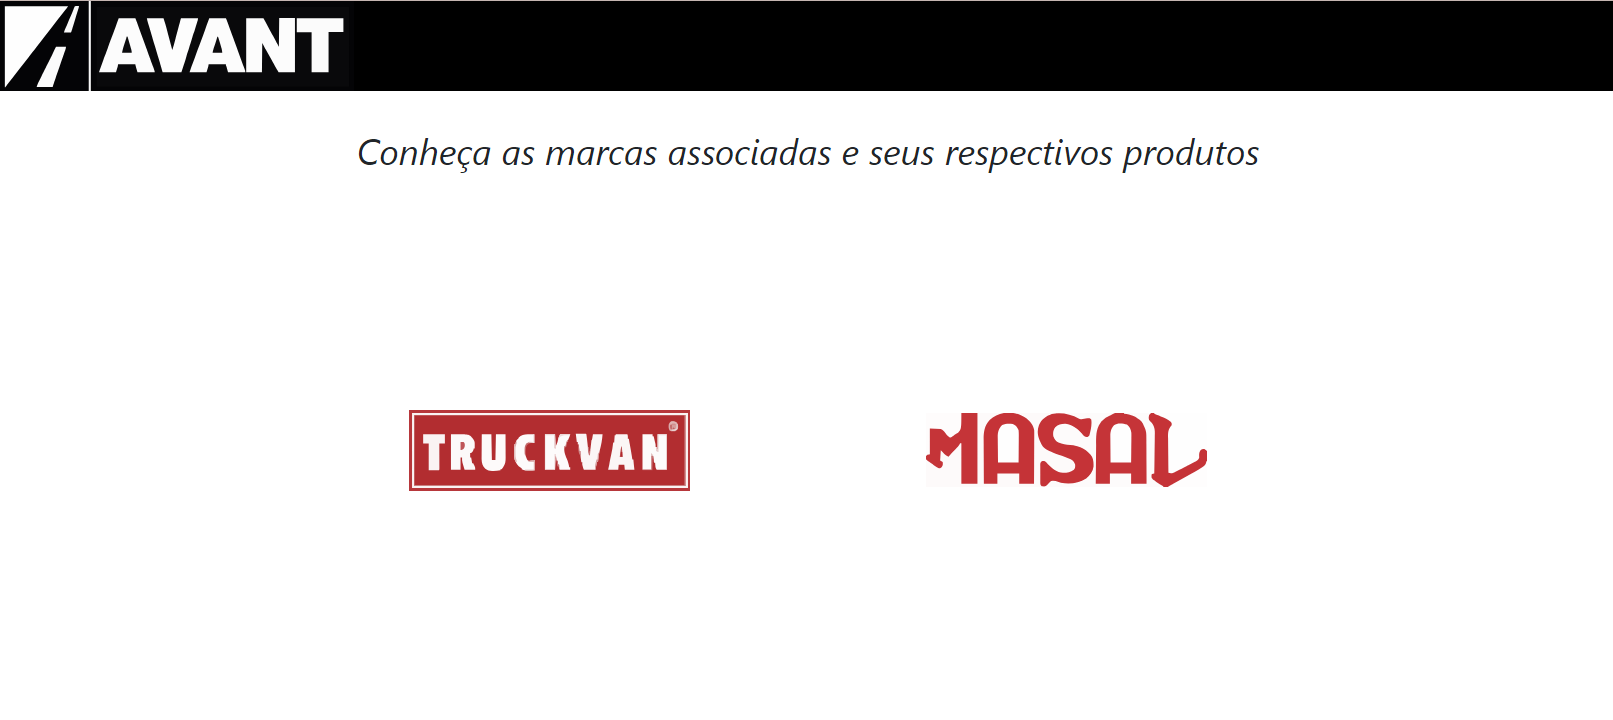 AVANT
Conheça as marcas associadas e seus respectivos produtos
TRUCKVAN®
MASAL